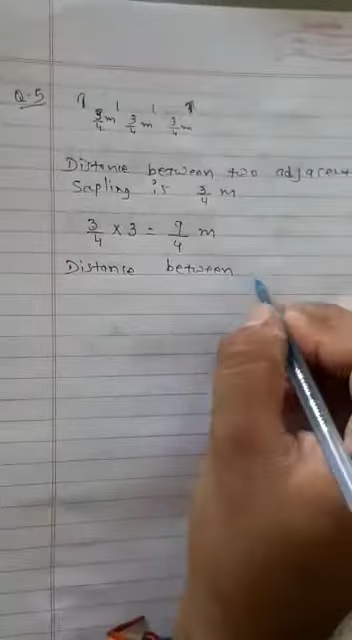 Q.5
3/4 m 3/4 m 3/4 m
Distance between two adjacent
Sapling is 3/4 m
3/4 × 3 = 9/4 m
Distance between